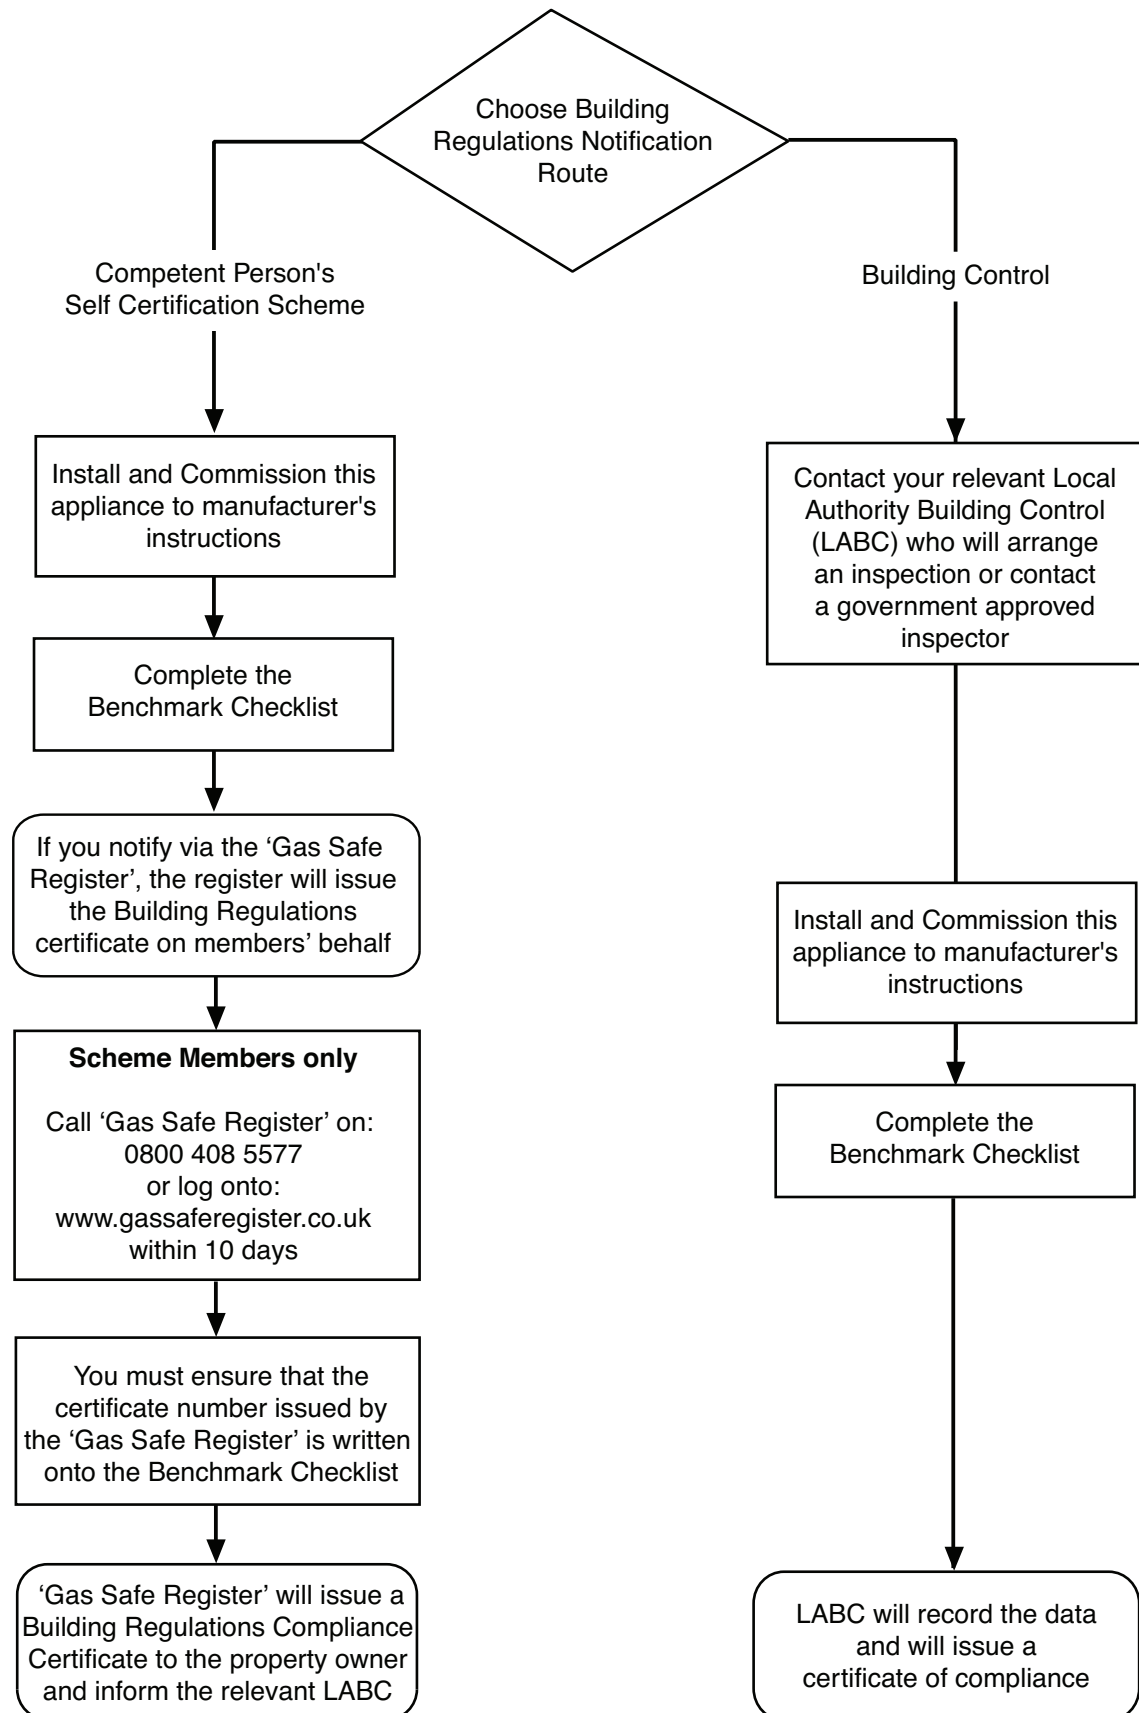 Choose Building
Regulations Notification
Route
Competent Person's
Self Certification Scheme
Building Control
Install and Commission this
appliance to manufacturer's
instructions
Complete the
Benchmark Checklist
If you notify via the ‘Gas Safe
Register’, the register will issue
the Building Regulations
certificate on members’ behalf
Scheme Members only
Call ‘Gas Safe Register’ on:
0800 408 5577
or log onto:
www.gassaferegister.co.uk
within 10 days
You must ensure that the
certificate number issued by
the ‘Gas Safe Register’ is written
onto the Benchmark Checklist
‘Gas Safe Register’ will issue a
Building Regulations Compliance
Certificate to the property owner
and inform the relevant LABC
Contact your relevant Local
Authority Building Control
(LABC) who will arrange
an inspection or contact
a government approved
inspector
Install and Commission this
appliance to manufacturer's
instructions
Complete the
Benchmark Checklist
LABC will record the data
and will issue a
certificate of compliance